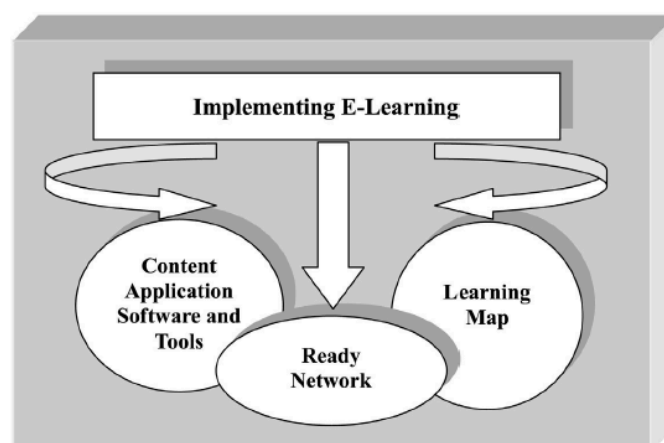 Implementing E-Learning
Content
Application
Software and
Tools
Ready
Network
Learning
Map